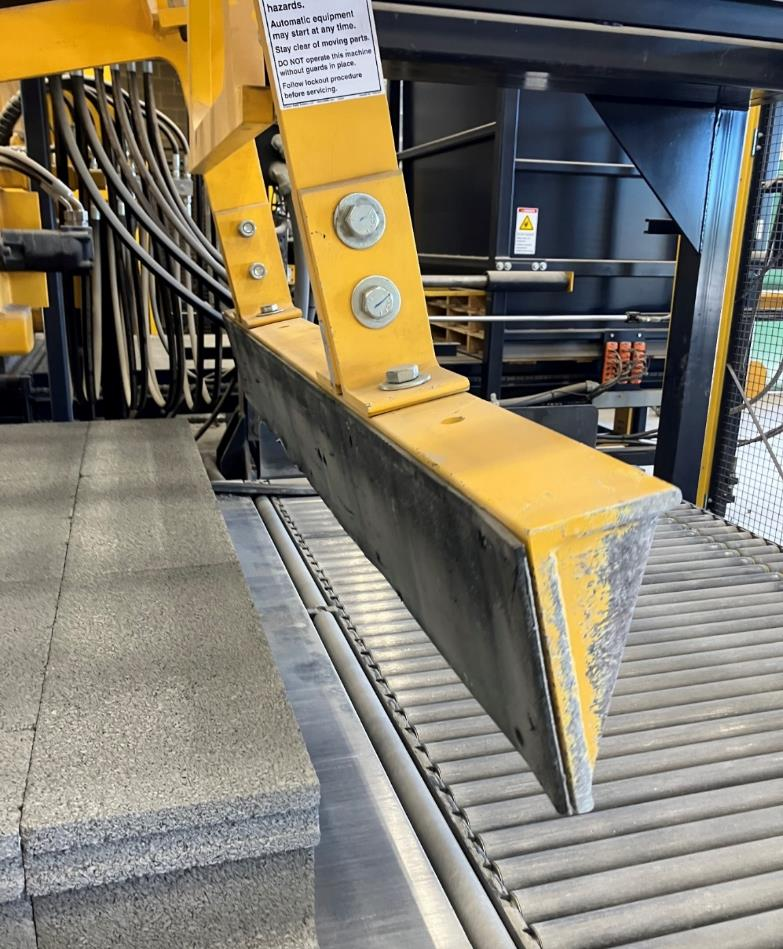 hazards.
Automatic equipment
may start at any time.
Stay clear of moving parts.
DO NOT operate this machine
without guards in place.
Follow lockout procedure
before servicing.